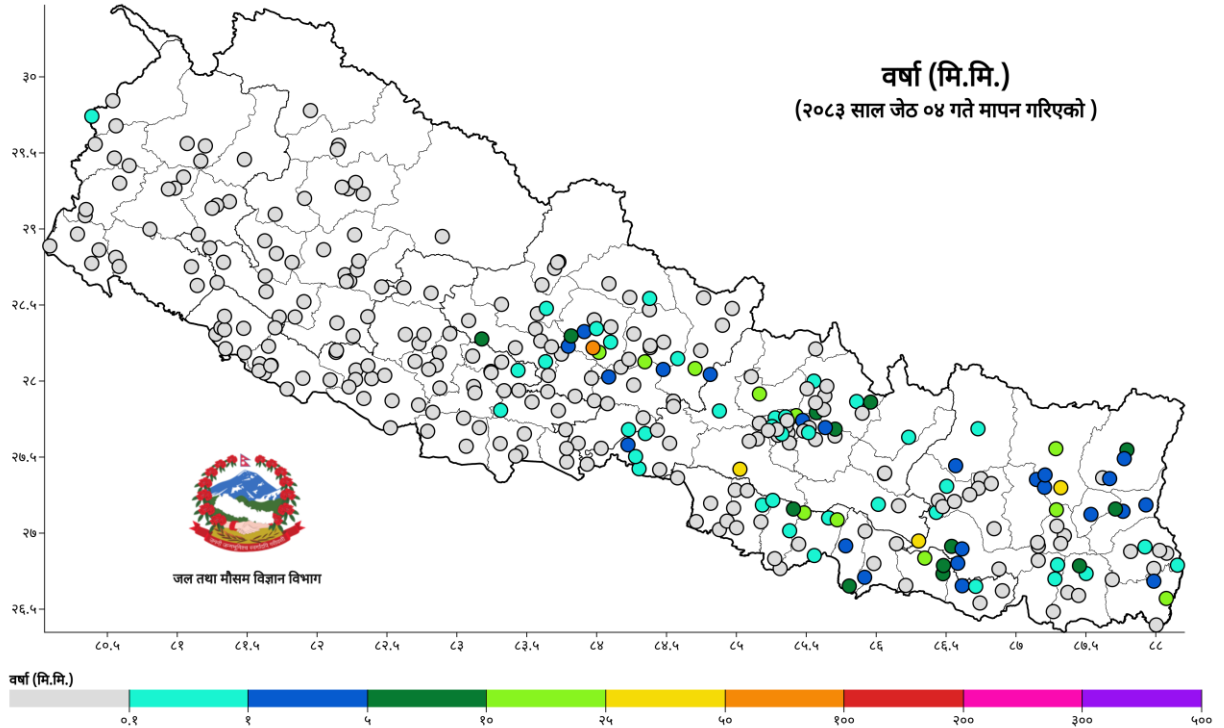 वर्षा (मि.मि.)
(२०८३ साल जेठ ०४ गते मापन गरिएको )
३०
२९.५
२९
२८.५
२८
२७.५
२७
२६.५
जल तथा मौसम विज्ञान विभाग
८०.५ ८१ ८१.५ ८२ ८२.५ ८३ ८३.५ ८४ ८४.५ ८५ ८५.५ ८६ ८६.५ ८७ ८७.५ ८८
वर्षा (मि.मि.)
०.१ १ ५ १० २५ ५० १०० २०० ३०० ५००